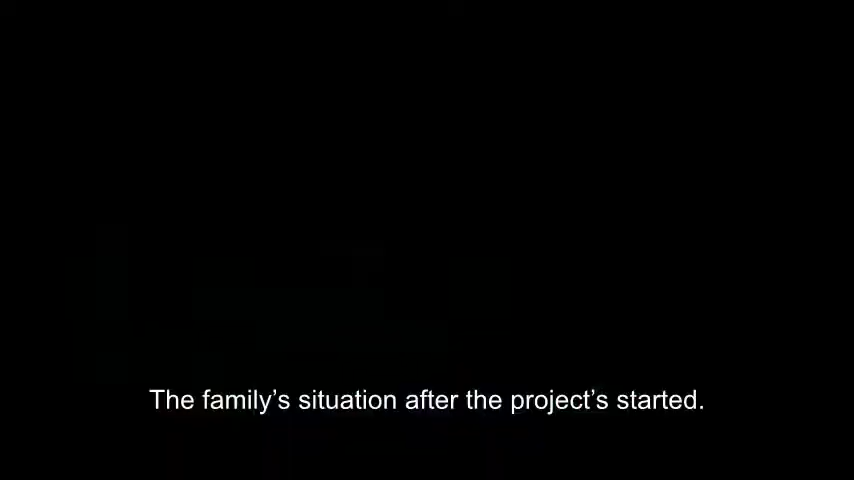 The family’s situation after the project’s started.